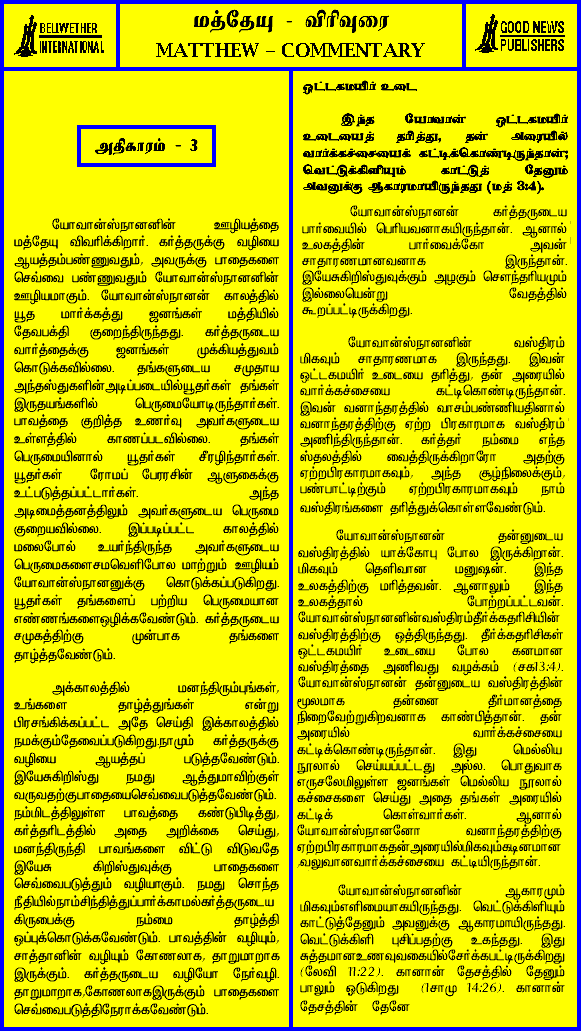 BELIWETHER
INTERNATIONAL
மத்தேயு - விரிவுரை
MATTHEW – COMMENTARY
GOOD NEWS
PUBLISHERS
அதிகாரம் - 3
யோவான்ஸ்நானனின் ஊழியத்தை
மத்தேயு விவரிக்கிறார். கர்த்தருக்கு வழியை
ஆயத்தம்பண்ணுவதும், அவருக்கு பாதைகளை
செவ்வை பண்ணுவதும் யோவான்ஸ்நானனின்
ஊழியமாகும். யோவான்ஸ்நானன் காலத்தில்
யூத மார்க்கத்து ஜனங்கள் மத்தியில்
தேவபக்தி குறைந்திருந்தது. கர்த்தருடைய
வார்த்தைக்கு ஜனங்கள் முக்கியத்துவம்
கொடுக்கவில்லை. தங்களுடைய சமுதாய
அந்தஸ்துகளின்அடிப்படையில்யூதர்கள் தங்கள்
இருதயங்களில் பெருமையோடிருந்தார்கள்.
பாவத்தை குறித்த உணர்வு அவர்களுடைய
உள்ளத்தில் காணப்படவில்லை. தங்கள்
பெருமையினால் யூதர்கள் சீரழிந்தார்கள்.
யூதர்கள் ரோமப் பேரரசின் ஆளுகைக்கு
உட்படுத்தப்பட்டார்கள். அந்த
அடிமைத்தனத்திலும் அவர்களுடைய பெருமை
குறையவில்லை. இப்படிப்பட்ட காலத்தில்
மலைபோல் உயர்ந்திருந்த அவர்களுடைய
பெருமைகளைசமவெளிபோல மாற்றும் ஊழியம்
யோவான்ஸ்நானனுக்கு கொடுக்கப்படுகிறது.
யூதர்கள் தங்களைப் பற்றிய பெருமையான
எண்ணங்களைஒழிக்கவேண்டும். கர்த்தருடைய
சமுகத்திற்கு முன்பாக தங்களை
தாழ்த்தவேண்டும்.
அக்காலத்தில் மனந்திரும்புங்கள்,
உங்களை தாழ்த்துங்கள் என்று
பிரசங்கிக்கப்பட்ட அதே செய்தி இக்காலத்தில்
நமக்கும்தேவைப்படுகிறது.நாமும் கர்த்தருக்கு
வழியை ஆயத்தப் படுத்தவேண்டும்.
இயேசுகிறிஸ்து நமது ஆத்துமாவிற்குள்
வருவதற்குபாதையைசெவ்வைபடுத்தவேண்டும்.
நம்மிடத்திலுள்ள பாவத்தை கண்டுபிடித்து,
கர்த்தரிடத்தில் அதை அறிக்கை செய்து,
மனந்திருந்தி பாவங்களை விட்டு விடுவதே
இயேசு கிறிஸ்துவுக்கு பாதைகளை
செவ்வைபடுத்தும் வழியாகும். நமது சொந்த
நீதியில்நாம்சிந்தித்துப்பார்க்காமல்கர்த்தருடைய
கிருபைக்கு நம்மை தாழ்த்தி
ஒப்புக்கொடுக்கவேண்டும். பாவத்தின் வழியும்,
சாத்தானின் வழியும் கோணலாக, தாறுமாறாக
இருக்கும். கர்த்தருடைய வழியோ நேர்வழி.
தாறுமாறாக,கோணலாகஇருக்கும் பாதைகளை
செவ்வைபடுத்திநேராக்கவேண்டும்.
ஒட்டகமயிர் உடை
இந்த யோவான் ஒட்டகமயிர்
உடையைத் தரித்து, தன் அரையில்
வார்க்கச்சையைக் கட்டிக்கொண்டிருந்தான்;
வெட்டுக்கிளியும் காட்டுத் தேனும்
அவனுக்கு ஆகாரமாயிருந்தது (மத் 3:4).
யோவான்ஸ்நானன் கர்த்தருடைய
பார்வையில் பெரியவனாகயிருந்தான். ஆனால்
உலகத்தின் பார்வைக்கோ அவன்
சாதாரணமானவனாக இருந்தான்.
இயேசுகிறிஸ்துவுக்கும் அழகும் சௌந்தரியமும்
இல்லையென்று வேதத்தில்
கூறப்பட்டிருக்கிறது.
யோவான்ஸ்நானனின் வஸ்திரம்
மிகவும் சாதாரணமாக இருந்தது. இவன்
ஒட்டகமயிர் உடையை தரித்து, தன் அரையில்
வார்க்கச்சையை கட்டிகொண்டிருந்தான்.
இவன் வனாந்தரத்தில் வாசம்பண்ணியதினால்
வனாந்தரத்திற்கு ஏற்ற பிரகாரமாக வஸ்திரம்
அணிந்திருந்தான். கர்த்தர் நம்மை எந்த
ஸ்தலத்தில் வைத்திருக்கிறாரோ அதற்கு
ஏற்றபிரகாரமாகவும், அந்த சூழ்நிலைக்கும்,
பண்பாட்டிற்கும் ஏற்றபிரகாரமாகவும் நாம்
வஸ்திரங்களை தரித்துக்கொள்ளவேண்டும்.
யோவான்ஸ்நானன் தன்னுடைய
வஸ்திரத்தில் யாக்கோபு போல இருக்கிறான்.
மிகவும் தெளிவான மனுஷன். இந்த
உலகத்திற்கு மரித்தவன். ஆனாலும் இந்த
உலகத்தால் போற்றப்பட்டவன்.
யோவான்ஸ்நானனின்வஸ்திரம்தீர்க்கதரிசியின்
வஸ்திரத்திற்கு ஒத்திருந்தது. தீர்க்கதரிசிகள்
ஒட்டகமயிர் உடையை போல கனமான
வஸ்திரத்தை அணிவது வழக்கம் (சக13:4).
யோவான்ஸ்நானன் தன்னுடைய வஸ்திரத்தின்
மூலமாக தன்னை தீர்மானத்தை
நிறைவேற்றுகிறவனாக காண்பித்தான். தன்
அரையில் வார்க்கச்சையை
கட்டிக்கொண்டிருந்தான். இது மெல்லிய
நூலால் செய்யப்பட்டது அல்ல. பொதுவாக
எருசலேமிலுள்ள ஜனங்கள் மெல்லிய நூலால்
கச்சைகளை செய்து அதை தங்கள் அரையில்
கட்டிக் கொள்வார்கள். ஆனால்
யோவான்ஸ்நானனோ வனாந்தரத்திற்கு
ஏற்றபிரகாரமாகதன்அரையில்மிகவும்கடினமான
,வலுவானவார்க்கச்சையை கட்டியிருந்தான்.
யோவான்ஸ்நானனின் ஆகாரமும்
மிகவும்எளிமையாகயிருந்தது. வெட்டுக்கிளியும்
காட்டுத்தேனும் அவனுக்கு ஆகாரமாயிருந்தது.
வெட்டுக்கிளி புசிப்பதற்கு உகந்தது. இது
சுத்தமானஉணவுவகையில்சேர்க்கப்பட்டிருக்கிறது
(லேவி 11:22). கானான் தேசத்தில் தேனும்
பாலும் ஓடுகிறது (1சாமு 14:26). கானான்
தேசத்தின் தேனே